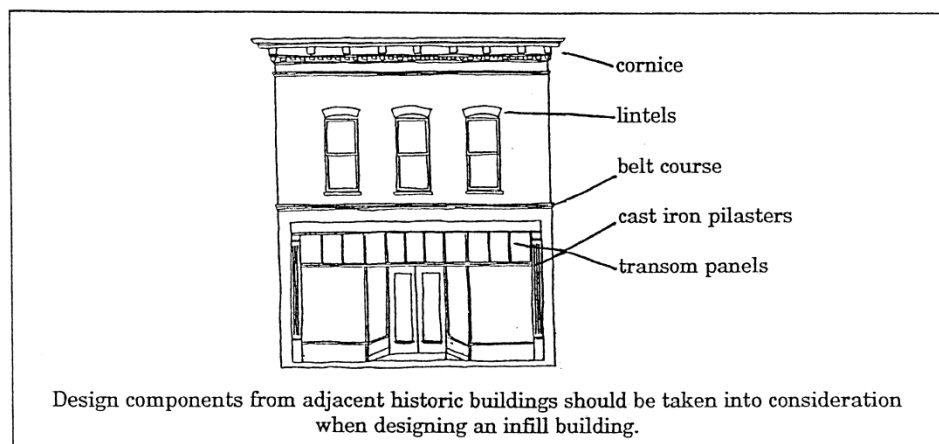 cornice
lintels
belt course
cast iron pilasters
transom panels
Design components from adjacent historic buildings should be taken into consideration
when designing an infill building.